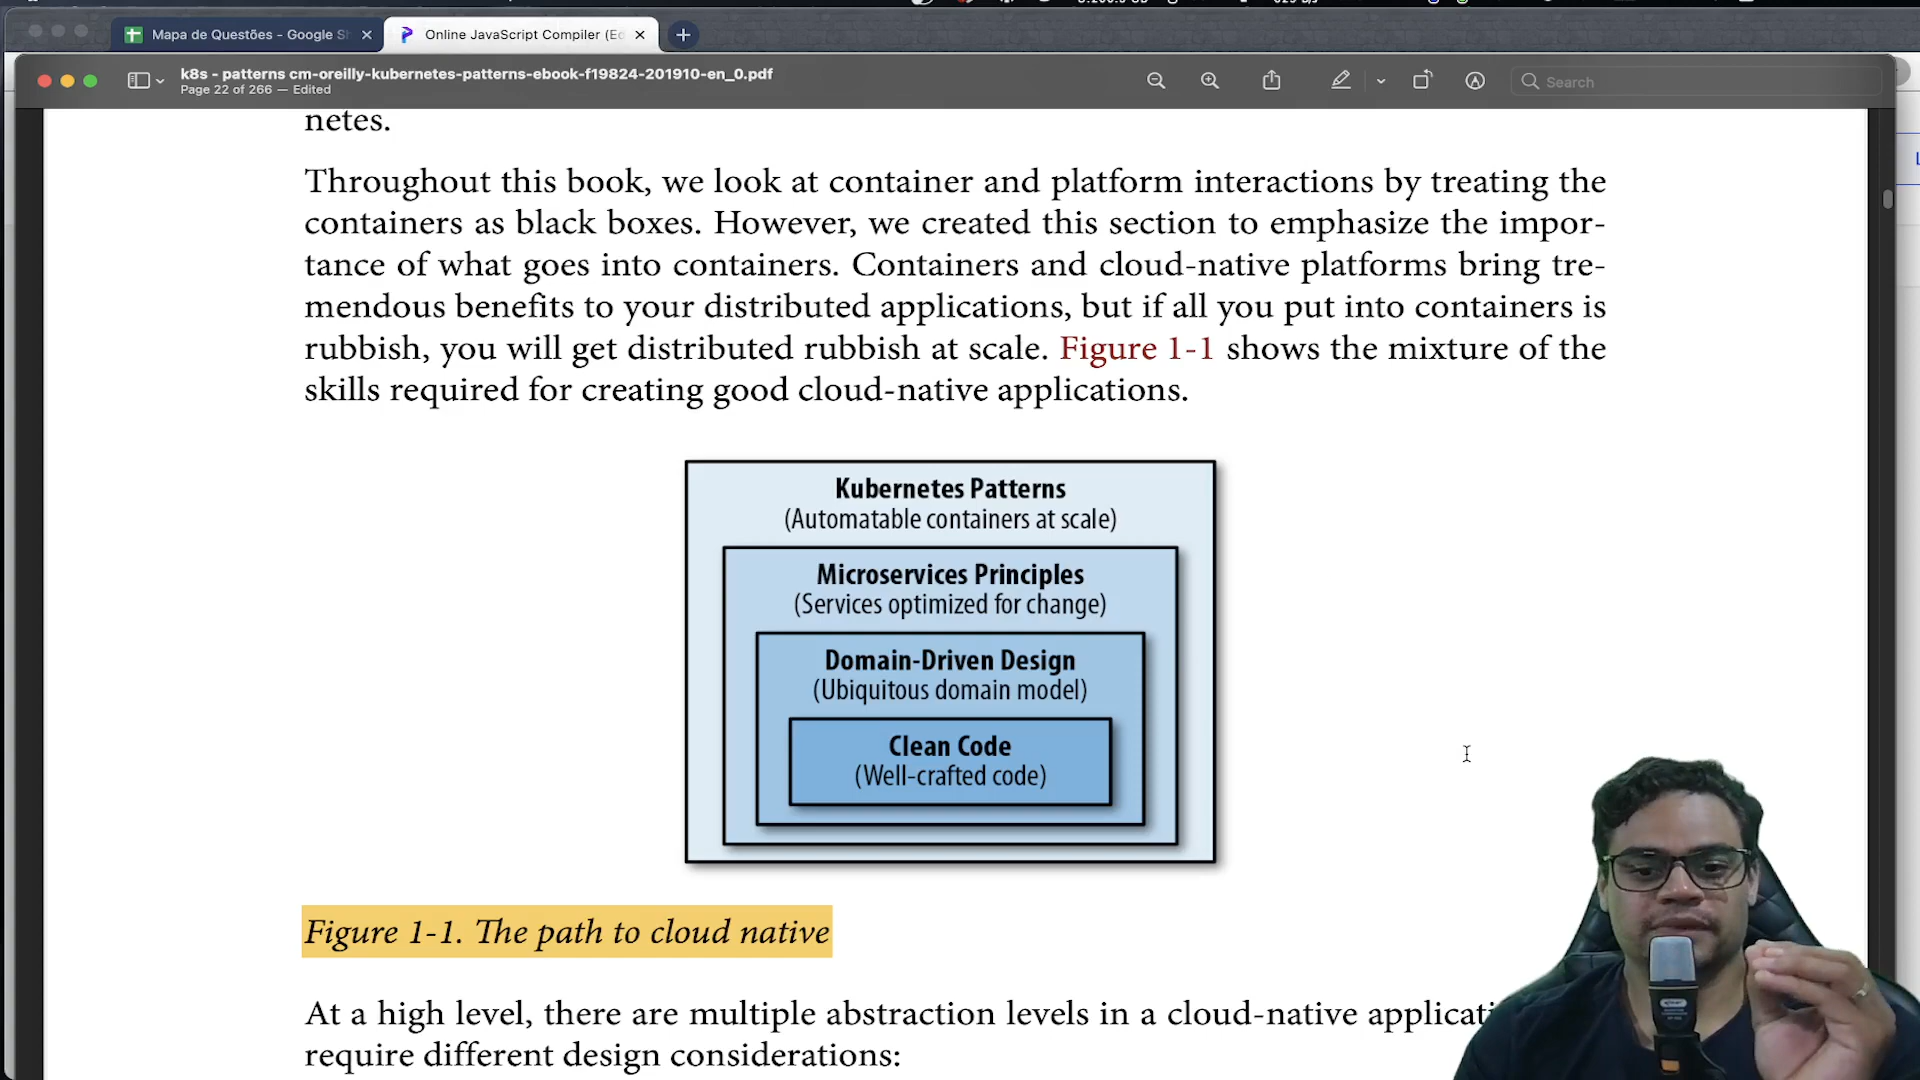 Mapa de Questões - Google Sh
Online JavaScript Compiler (Ed
k8s - patterns cm-oreilly-kubernetes-patterns-ebook-f19824-201910-en_0.pdf
Page 22 of 266 — Edited
Search
netes.
Throughout this book, we look at container and platform interactions by treating the
containers as black boxes. However, we created this section to emphasize the impor-
tance of what goes into containers. Containers and cloud-native platforms bring tre-
mendous benefits to your distributed applications, but if all you put into containers is
rubbish, you will get distributed rubbish at scale. Figure 1-1 shows the mixture of the
skills required for creating good cloud-native applications.
Kubernetes Patterns
(Automatable containers at scale)
Microservices Principles
(Services optimized for change)
Domain-Driven Design
(Ubiquitous domain model)
Clean Code
(Well-crafted code)
Figure 1-1. The path to cloud native
At a high level, there are multiple abstraction levels in a cloud-native applicati
require different design considerations: